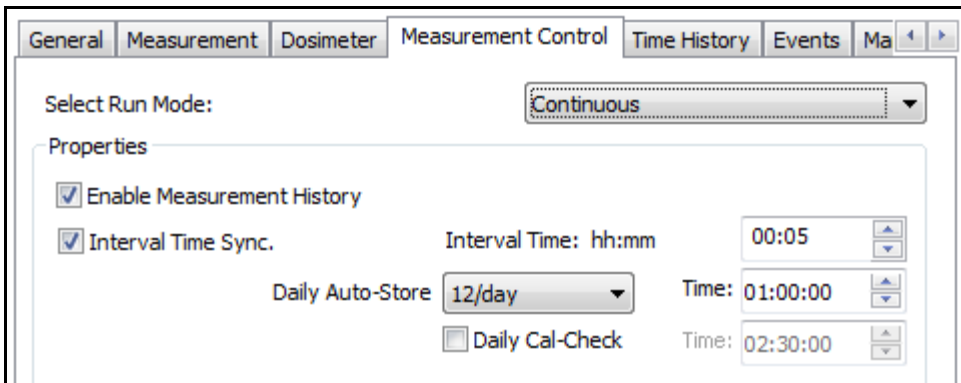 General Measurement Dosimeter Measurement Control Time History Events Ma
Select Run Mode: Continuous
Properties
Enable Measurement History
Interval Time Sync. Interval Time: hh:mm 00:05
Daily Auto-Store 12/day Time: 01:00:00
Daily Cal-Check Time: 02:30:00